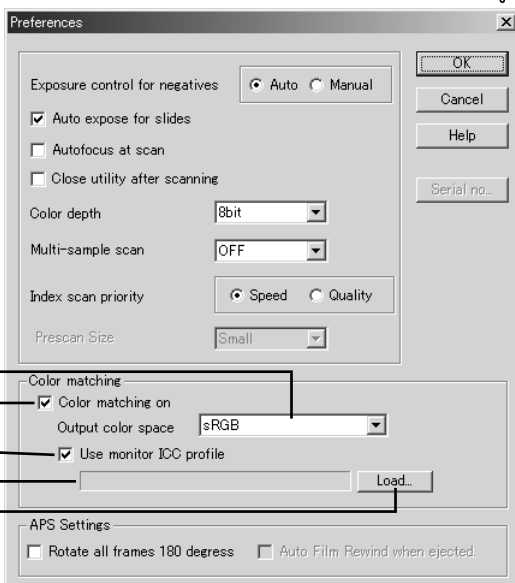 Preferences
OK
Cancel
Help
Serial no...
Exposure control for negatives Auto Manual
Auto expose for slides
Autofocus at scan
Close utility after scanning
Color depth 8bit
Multi-sample scan OFF
Index scan priority Speed Quality
Prescan Size Small
Color matching
Color matching on
Output color space sRGB
Use monitor ICC profile
Load...
APS Settings
Rotate all frames 180 degress Auto Film Rewind when ejected.